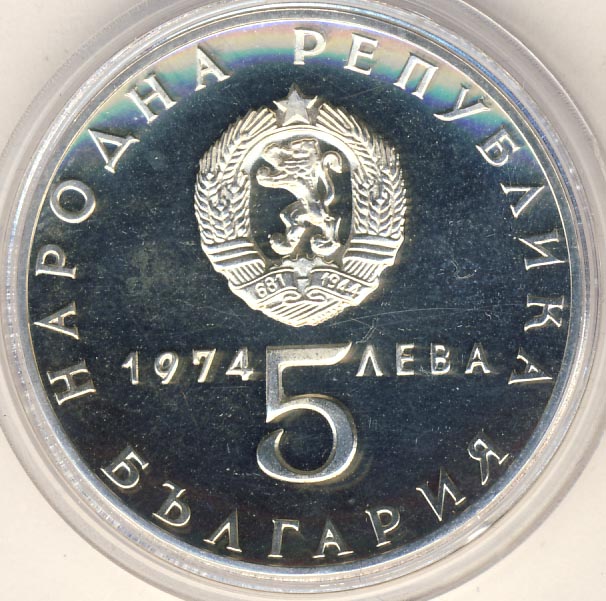 НАРОДНА РЕПУБЛИКА
681 1944
1974 5 ЛЕВА
БЪЛГАРИЯ